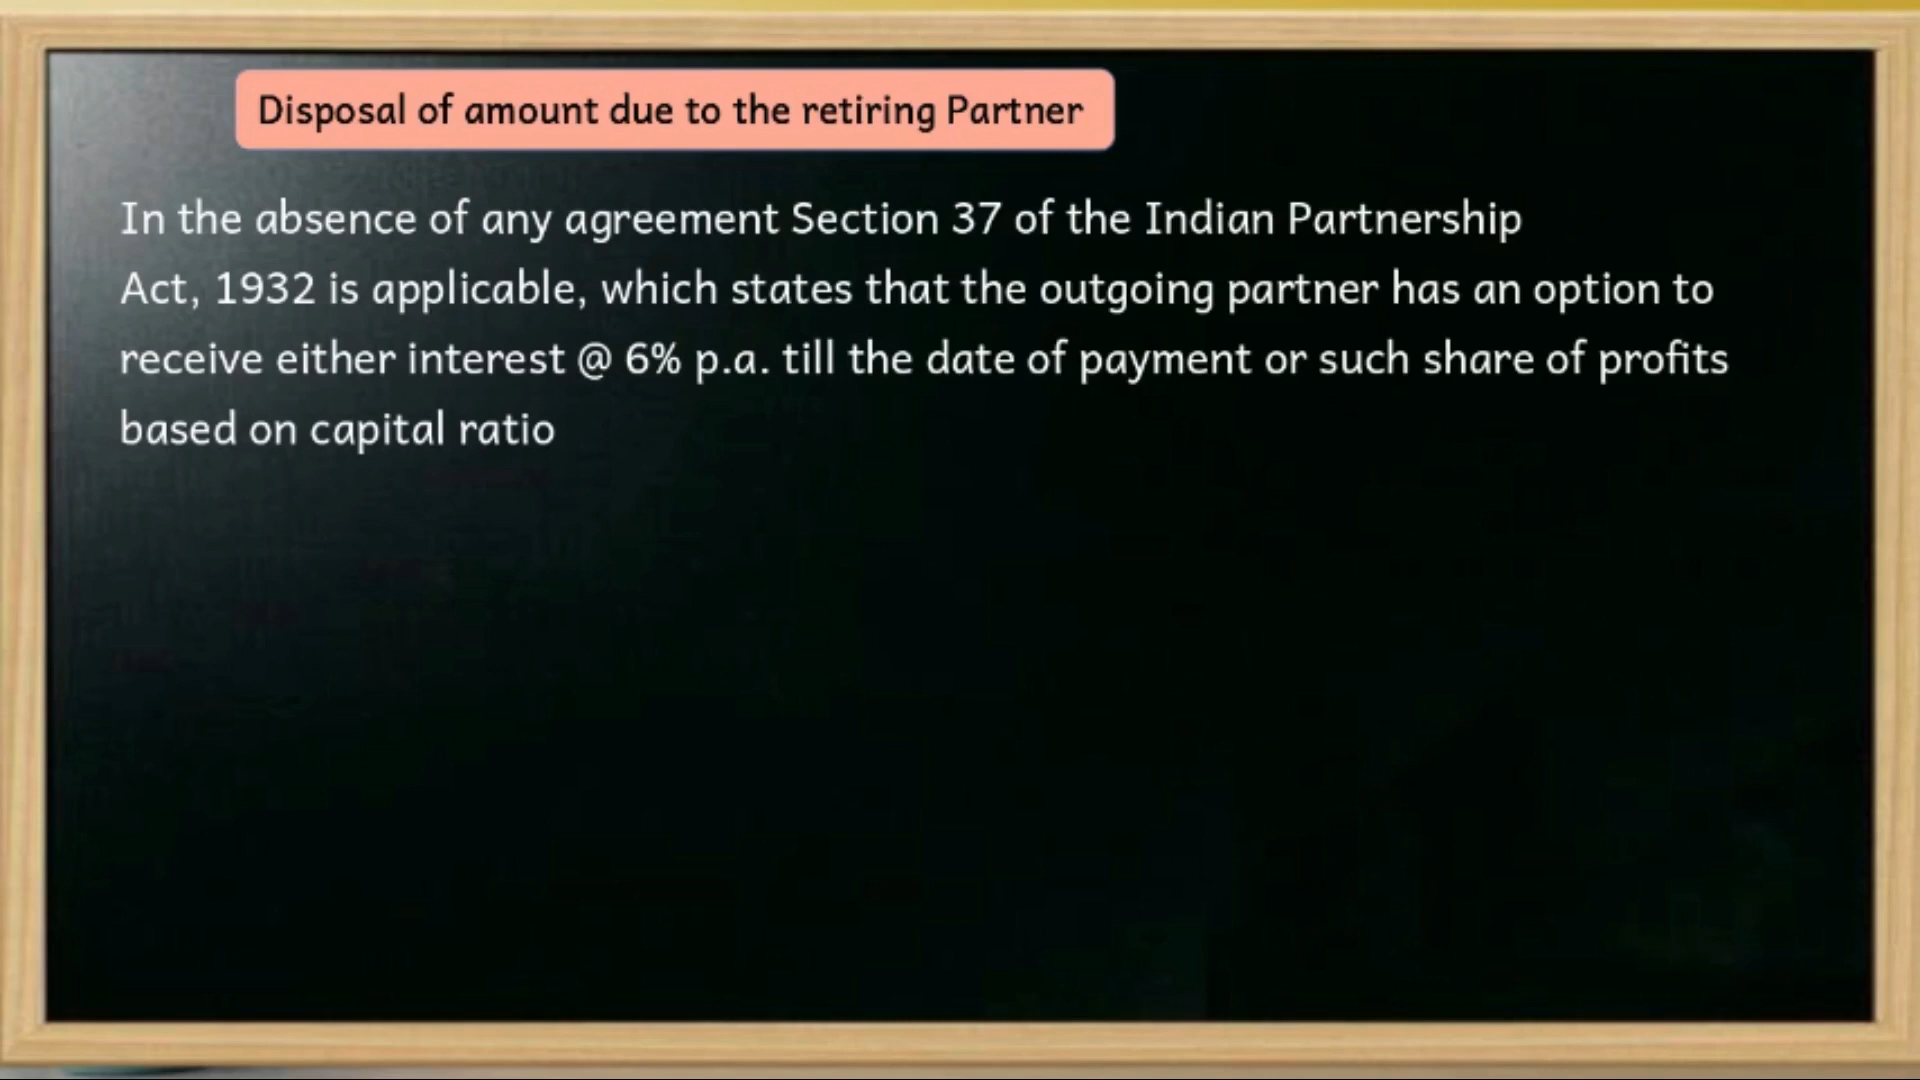 Disposal of amount due to the retiring Partner
In the absence of any agreement Section 37 of the Indian Partnership
Act, 1932 is applicable, which states that the outgoing partner has an option to
receive either interest @ 6% p.a. till the date of payment or such share of profits
based on capital ratio